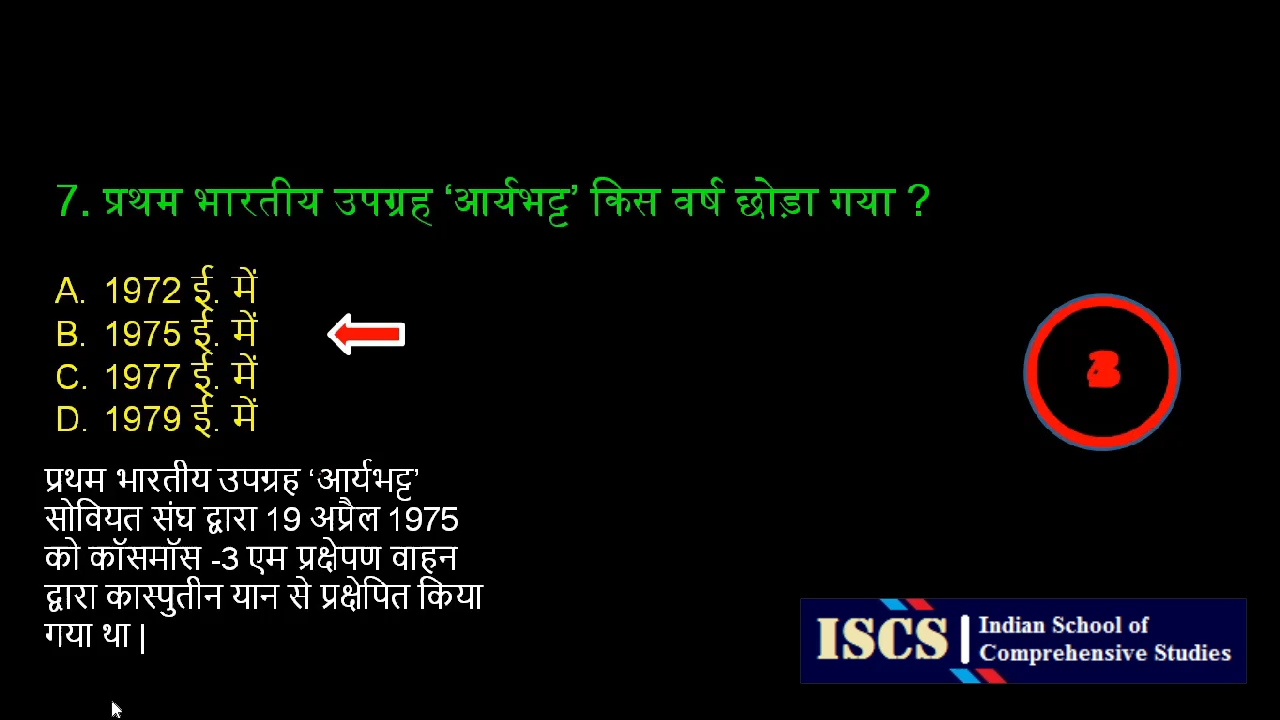 7. प्रथम भारतीय उपग्रह ‘आर्यभट्ट’ किस वर्ष छोड़ा गया ?
A. 1972 ई. में
B. 1975 ई. में
C. 1977 ई. में
D. 1979 ई. में
प्रथम भारतीय उपग्रह ‘आर्यभट्ट’
सोवियत संघ द्वारा 19 अप्रैल 1975
को कॉसमॉस -3 एम प्रक्षेपण वाहन
द्वारा कास्पुतीन यान से प्रक्षेपित किया
गया था |
ISCS | Indian School of
Comprehensive Studies